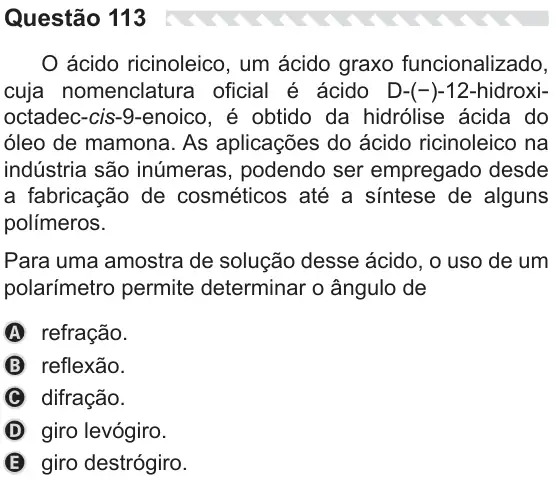 Questão 113
O ácido ricinoleico, um ácido graxo funcionalizado,
cuja nomenclatura oficial é ácido D-(−)-12-hidroxi-
octadec-cis-9-enoico, é obtido da hidrólise ácida do
óleo de mamona. As aplicações do ácido ricinoleico na
indústria são inúmeras, podendo ser empregado desde
a fabricação de cosméticos até a síntese de alguns
polímeros.
Para uma amostra de solução desse ácido, o uso de um
polarímetro permite determinar o ângulo de
A refração.
B reflexão.
C difração.
D giro levógiro.
E giro destrógiro.